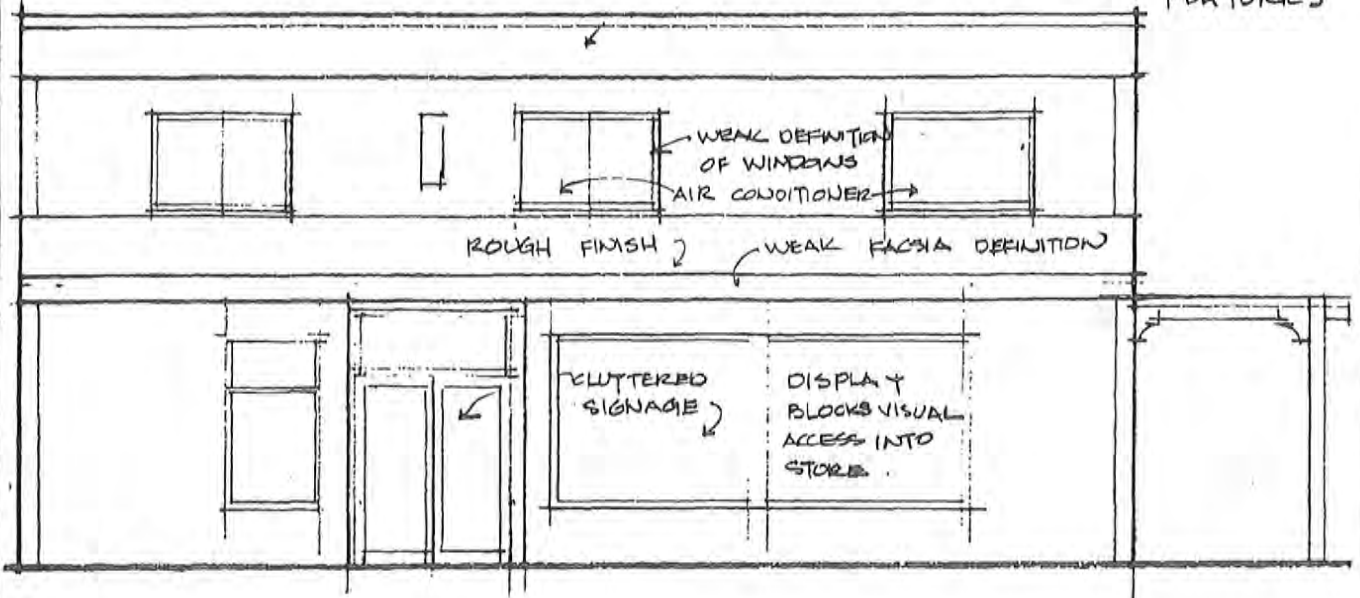 WEAK DEFINITION
OF WINDOWS
AIR CONDITIONER
ROUGH FINISH
WEAK FACSIA DEFINITION
CLUTTERED
SIGNAGE
DISPLAY
BLOCKS VISUAL
ACCESS INTO
STORE.